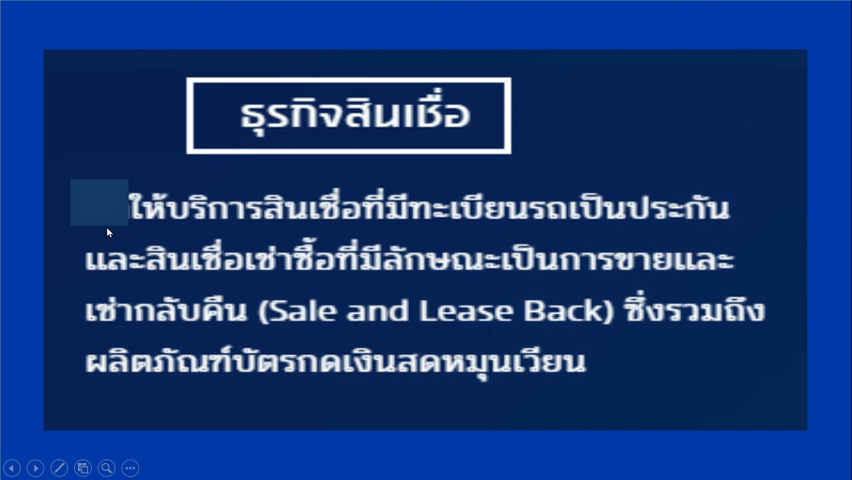 ธุรกิจสินเชื่อ
ให้บริการสินเชื่อที่มีทะเบียนรถเป็นประกัน
และสินเชื่อเช่าซื้อที่มีลักษณะเป็นการขายและ
เช่ากลับคืน (Sale and Lease Back) ซึ่งรวมถึง
ผลิตภัณฑ์บัตรกดเงินสดหมุนเวียน